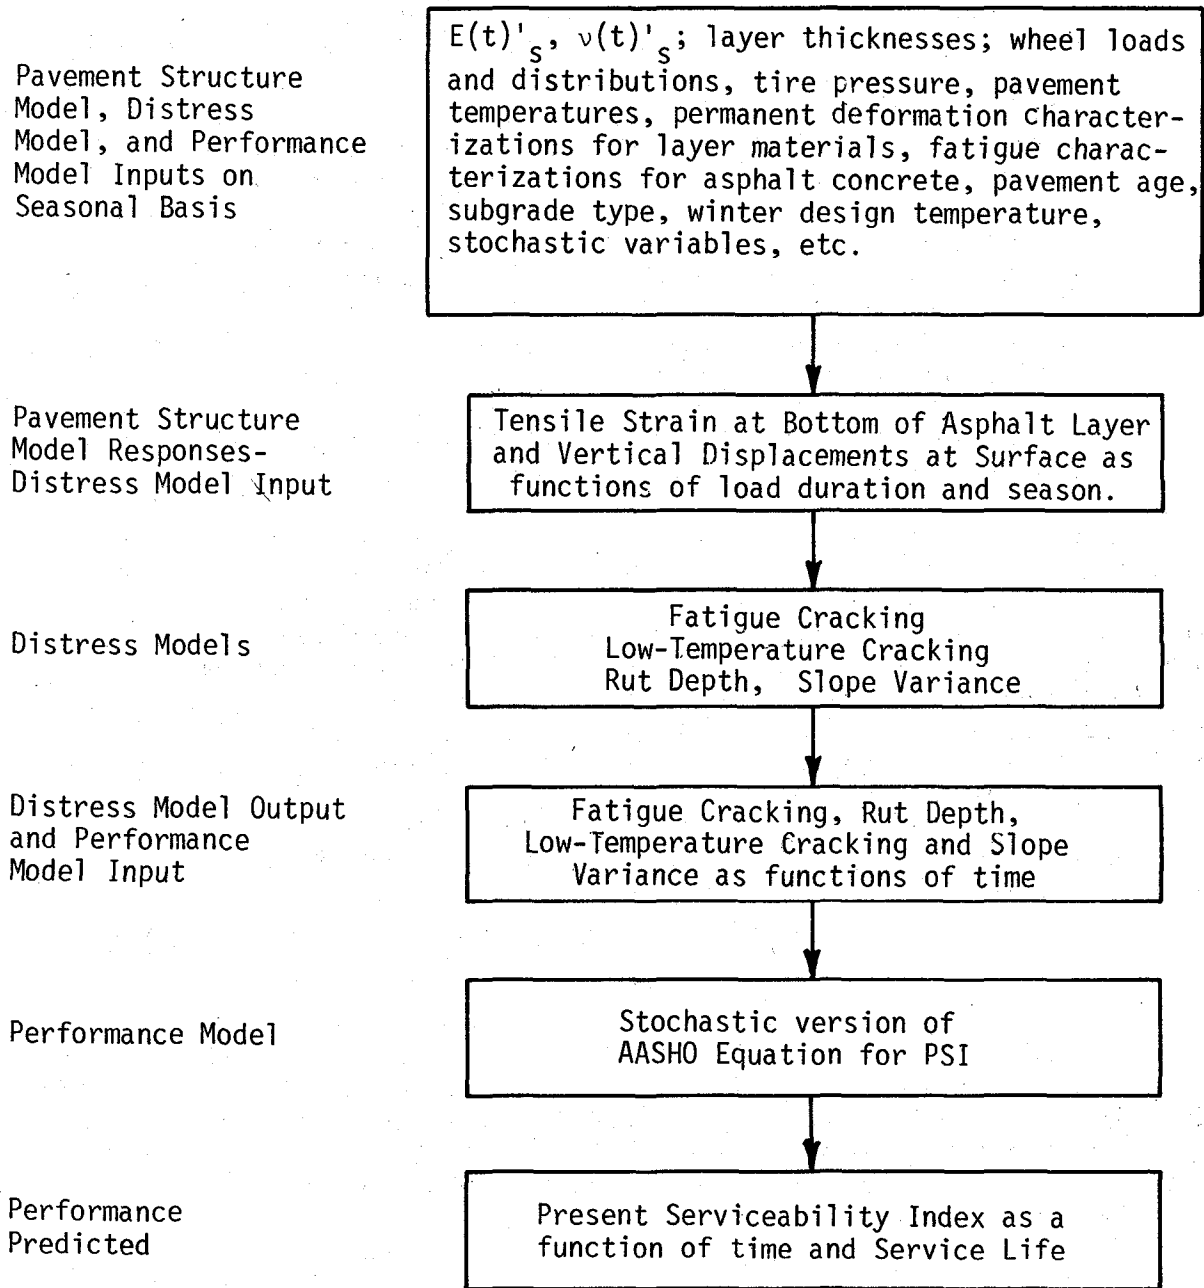 Pavement Structure
Model, Distress
Model, and Performance
Model Inputs on
Seasonal Basis
E(t)'s, ν(t)'s; layer thicknesses; wheel loads
and distributions, tire pressure, pavement
temperatures, permanent deformation character-
izations for layer materials, fatigue charac-
terizations for asphalt concrete, pavement age,
subgrade type, winter design temperature,
stochastic variables, etc.
Pavement Structure
Model Responses-
Distress Model Input
Tensile Strain at Bottom of Asphalt Layer
and Vertical Displacements at Surface as
functions of load duration and season.
Distress Models
Fatigue Cracking
Low-Temperature Cracking
Rut Depth, Slope Variance
Distress Model Output
and Performance
Model Input
Fatigue Cracking, Rut Depth,
Low-Temperature Cracking and Slope
Variance as functions of time
Performance Model
Stochastic version of
AASHO Equation for PSI
Performance
Predicted
Present Serviceability Index as a
function of time and Service Life